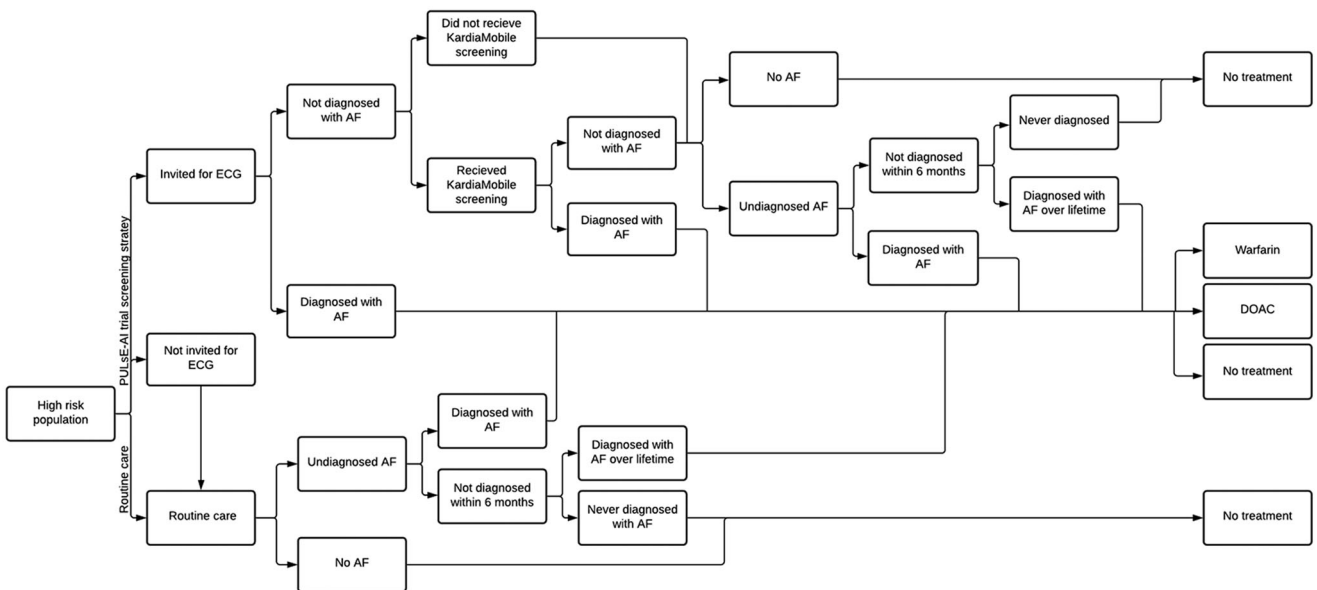 Did not recieve
KardiaMobile
screening
No AF
No treatment
Not diagnosed
with AF
Never diagnosed
Not diagnosed
with AF
Not diagnosed
within 6 months
Invited for ECG
Recieved
KardiaMobile
screening
Undiagnosed AF
Diagnosed with
AF over lifetime
Diagnosed with
AF
Diagnosed with
AF
Warfarin
PULsE-AI trial screening stratey
Diagnosed with
AF
DOAC
Not invited for
ECG
No treatment
High risk
population
Diagnosed with
AF
Diagnosed with
AF over lifetime
Undiagnosed AF
Routine care
Not diagnosed
within 6 months
Routine care
Never diagnosed
with AF
No treatment
No AF